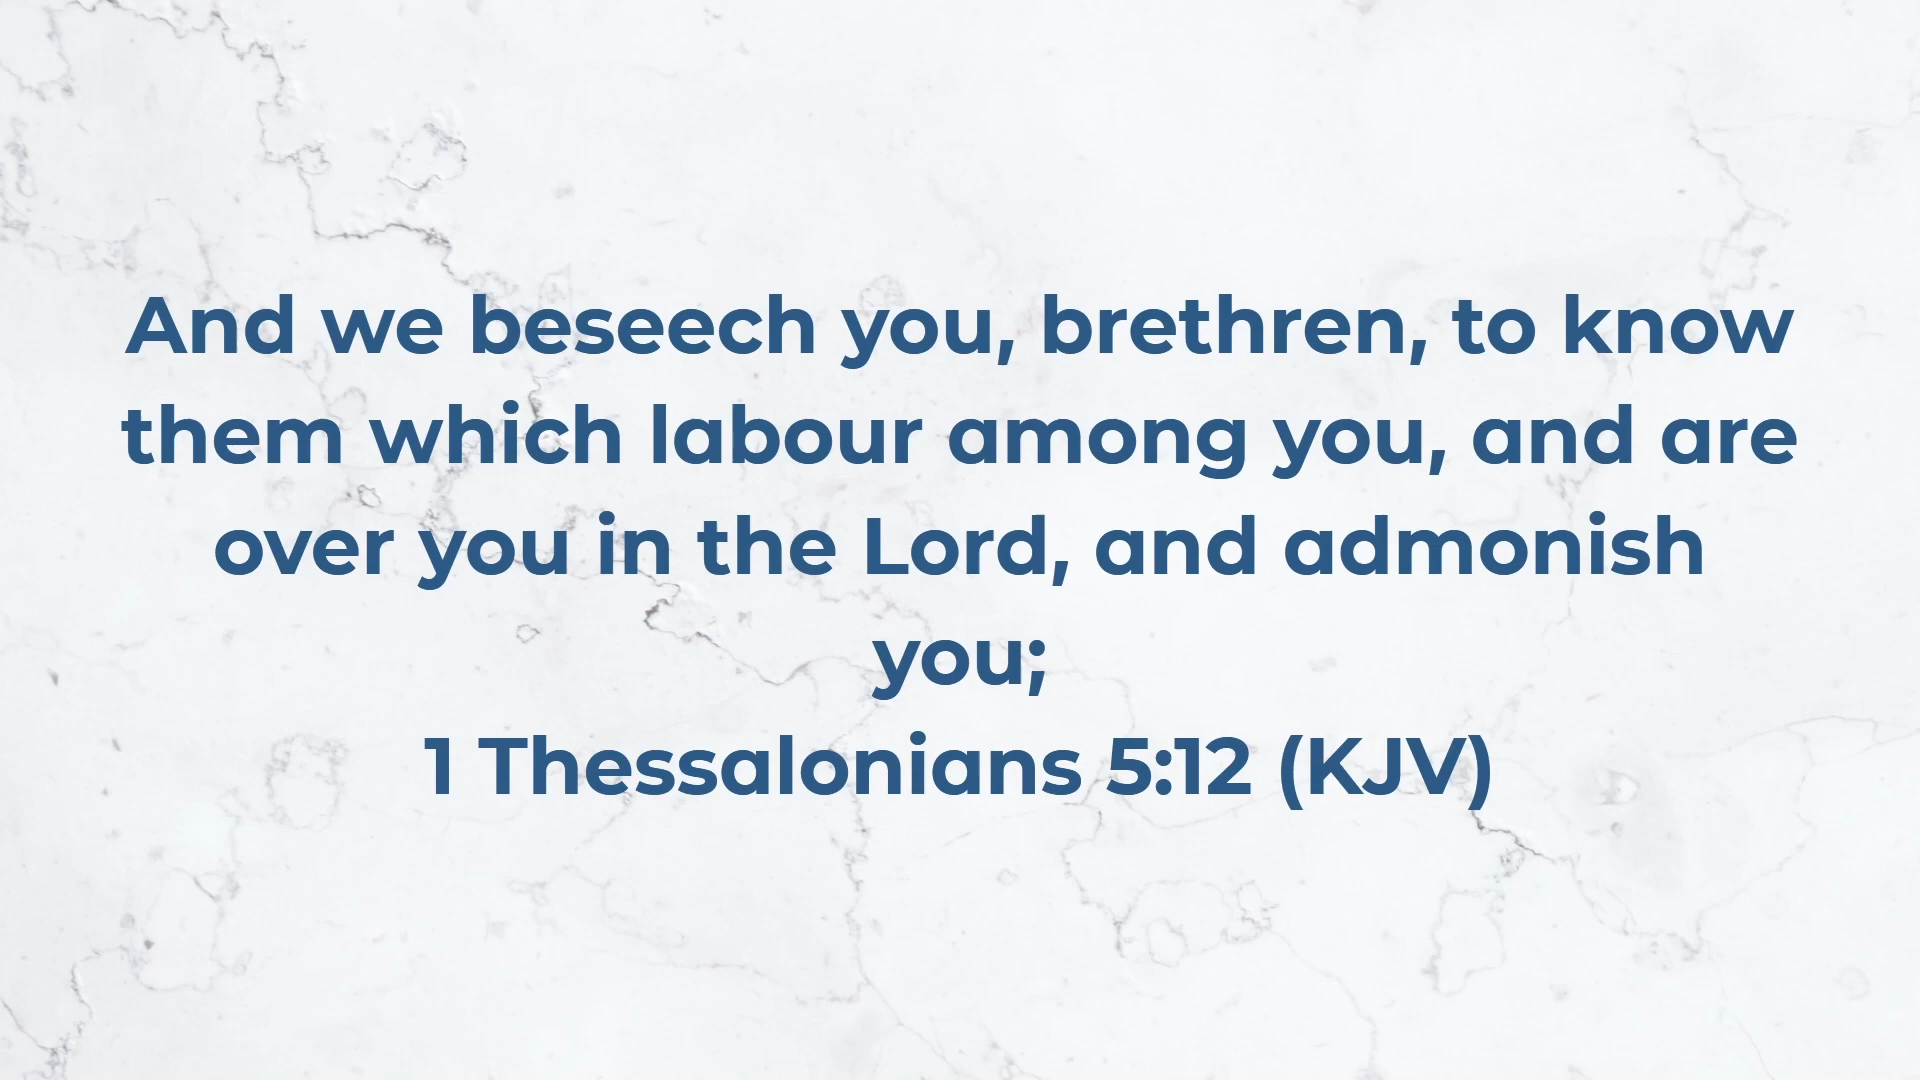 And we beseech you, brethren, to know
them which labour among you, and are
over you in the Lord, and admonish
you;
1 Thessalonians 5:12 (KJV)